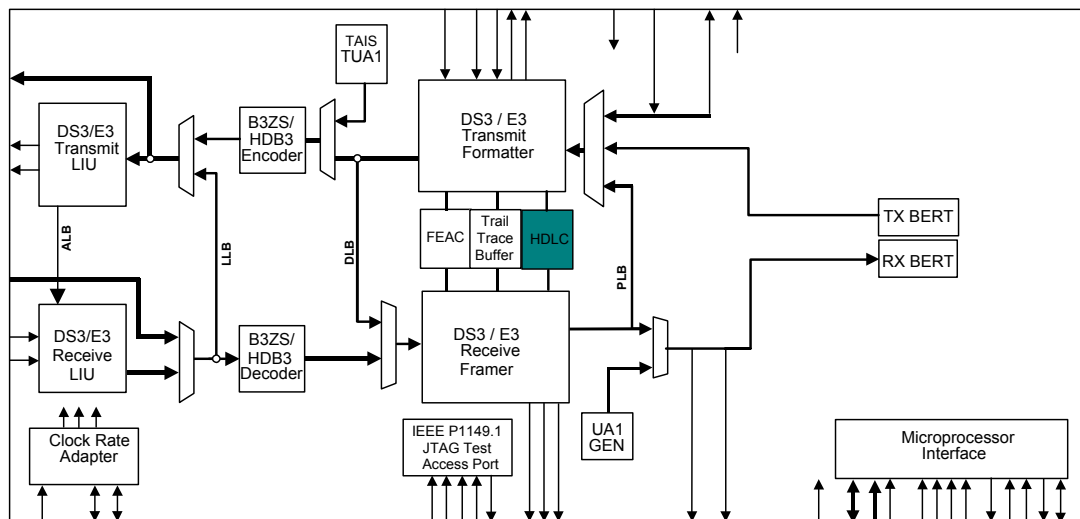 TAIS
TUA1
DS3/E3
Transmit
LIU
B3ZS/
HDB3
Encoder
DS3 / E3
Transmit
Formatter
TX BERT
RX BERT
FEAC
Trail
Trace
Buffer
HDLC
ALB
LLB
DLB
PLB
DS3/E3
Receive
LIU
B3ZS/
HDB3
Decoder
DS3 / E3
Receive
Framer
UA1
GEN
Clock Rate
Adapter
IEEE P1149.1
JTAG Test
Access Port
Microprocessor
Interface